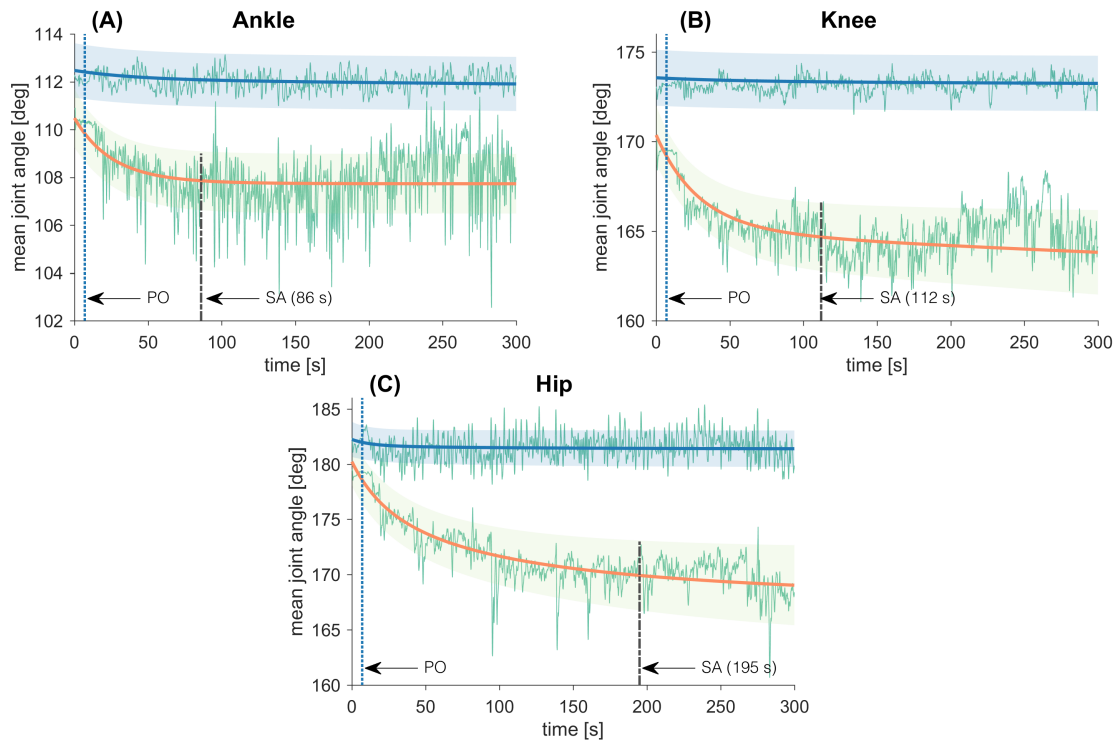 (A) Ankle
mean joint angle [deg]
114
112
110
108
106
104
102
PO
SA (86 s)
0 50 100 150 200 250 300
time [s]
(B) Knee
mean joint angle [deg]
175
170
165
160
PO
SA (112 s)
0 50 100 150 200 250 300
time [s]
(C) Hip
mean joint angle [deg]
185
180
175
170
165
160
PO
SA (195 s)
0 50 100 150 200 250 300
time [s]